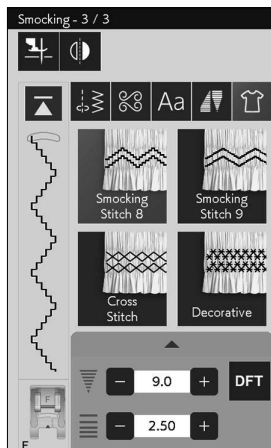 Smocking - 3 / 3
Aa
Smocking
Stitch 8
Smocking
Stitch 9
Cross
Stitch
Decorative
9.0
DFT
2.50
F
F